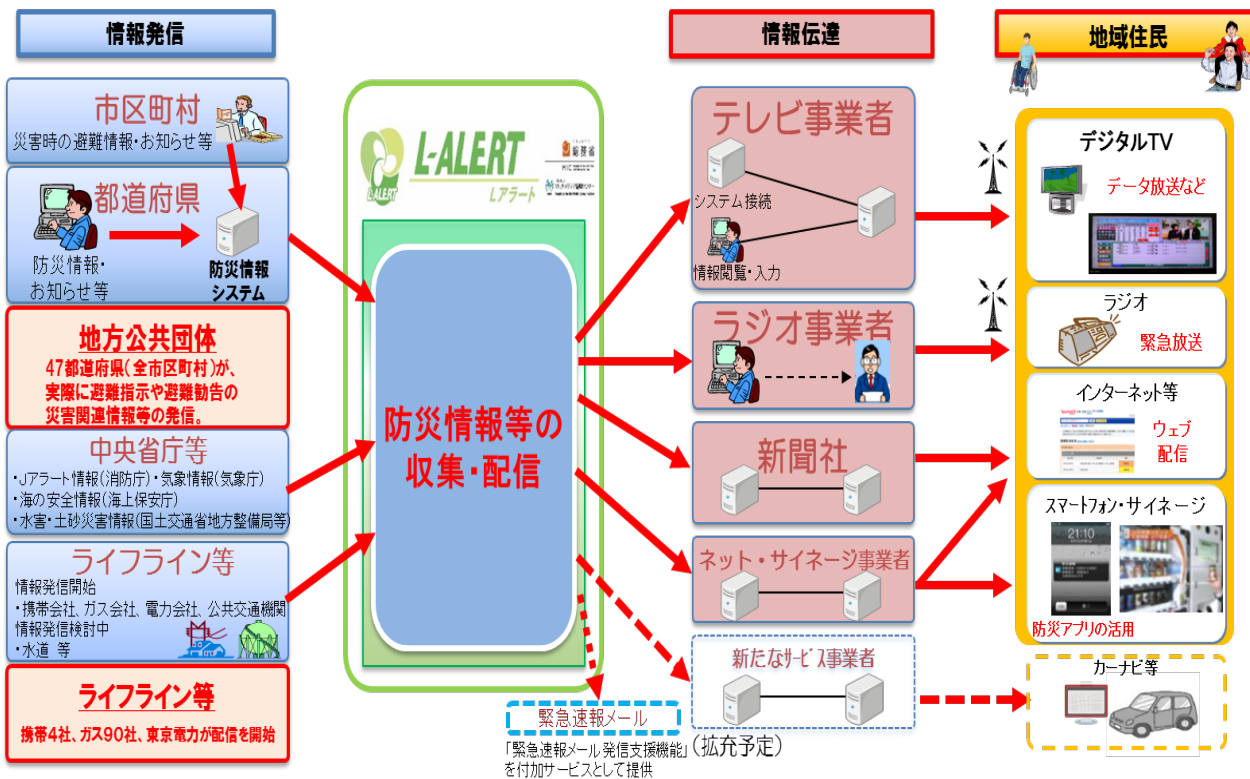 情報発信
情報伝達
地域住民
市区町村
災害時の避難情報・お知らせ等
都道府県
防災情報・
お知らせ等
防災情報
システム
地方公共団体
47都道府県(全市区町村)が、
実際に避難指示や避難勧告の
災害関連情報等の発信。
中央省庁等
・Jアラート情報(消防庁)・気象情報(気象庁)
・海の安全情報(海上保安庁)
・水害・土砂災害情報(国土交通省地方整備局等)
ライフライン等
情報発信開始
・携帯会社、ガス会社、電力会社、公共交通機関
情報発信検討中
・水道 等
ライフライン等
携帯4社、ガス90社、東京電力が配信を開始
L-ALERT
L-ALERT
Lアラート
総務省
防災情報等の
収集・配信
緊急速報メール
「緊急速報メール発信支援機能」
を付加サービスとして提供
テレビ事業者
システム接続
情報閲覧・入力
ラジオ事業者
新聞社
ネット・サイネージ事業者
新たなサービス事業者
(拡充予定)
デジタルTV
データ放送など
ラジオ
緊急放送
インターネット等
ウェブ
配信
スマートフォン・サイネージ
21:10
防災アプリの活用
カーナビ等